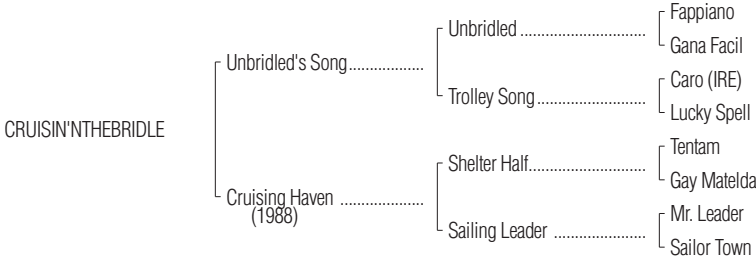 Fappiano
Unbridled ..............................
Gana Facil
Unbridled's Song..................
Caro (IRE)
Trolley Song..........................
Lucky Spell
CRUISIN'NTHEBRIDLE
Tentam
Shelter Half............................
Gay Matelda
Cruising Haven ....................
(1988)
Mr. Leader
Sailing Leader ......................
Sailor Town